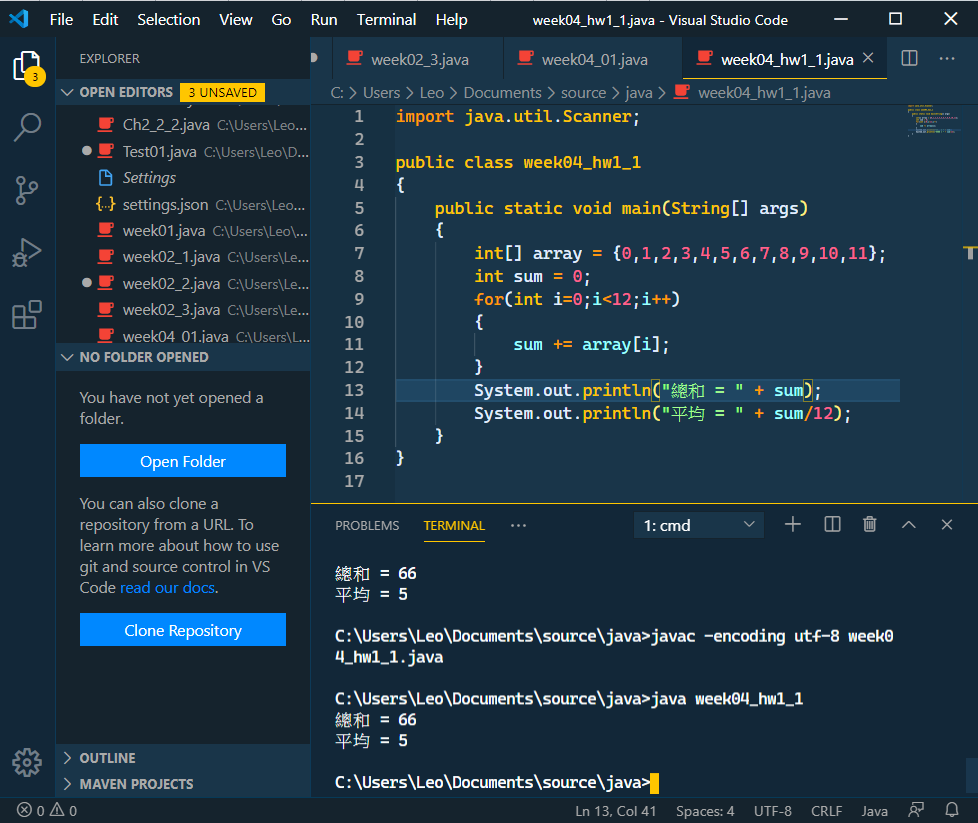 File Edit Selection View Go Run Terminal Help week04_hw1_1.java - Visual Studio Code
3
EXPLORER
OPEN EDITORS 3 UNSAVED
Ch2_2_2.java C:\Users\Leo...
Test01.java C:\Users\Leo\D...
Settings
{..} settings.json C:\Users\Leo...
week01.java C:\Users\Leo\...
week02_1.java C:\Users\Le...
week02_2.java C:\Users\Le...
week02_3.java C:\Users\Le...
week04_01.java C:\Users\L...
NO FOLDER OPENED
You have not yet opened a
folder.
Open Folder
You can also clone a
repository from a URL. To
learn more about how to use
git and source control in VS
Code read our docs.
Clone Repository
OUTLINE
MAVEN PROJECTS
week02_3.java week04_01.java week04_hw1_1.java
C: > Users > Leo > Documents > source > java > week04_hw1_1.java
1 import java.util.Scanner;
2
3 public class week04_hw1_1
4 {
5 public static void main(String[] args)
6 {
7 int[] array = {0,1,2,3,4,5,6,7,8,9,10,11};
8 int sum = 0;
9 for(int i=0;i<12;i++)
10 {
11 sum += array[i];
12 }
13 System.out.println("總和 = " + sum);
14 System.out.println("平均 = " + sum/12);
15 }
16 }
17
PROBLEMS TERMINAL ... 1: cmd
總和 = 66
平均 = 5
C:\Users\Leo\Documents\source\java>javac -encoding utf-8 week0
4_hw1_1.java
C:\Users\Leo\Documents\source\java>java week04_hw1_1
總和 = 66
平均 = 5
C:\Users\Leo\Documents\source\java>
0 0 Ln 13, Col 41 Spaces: 4 UTF-8 CRLF Java